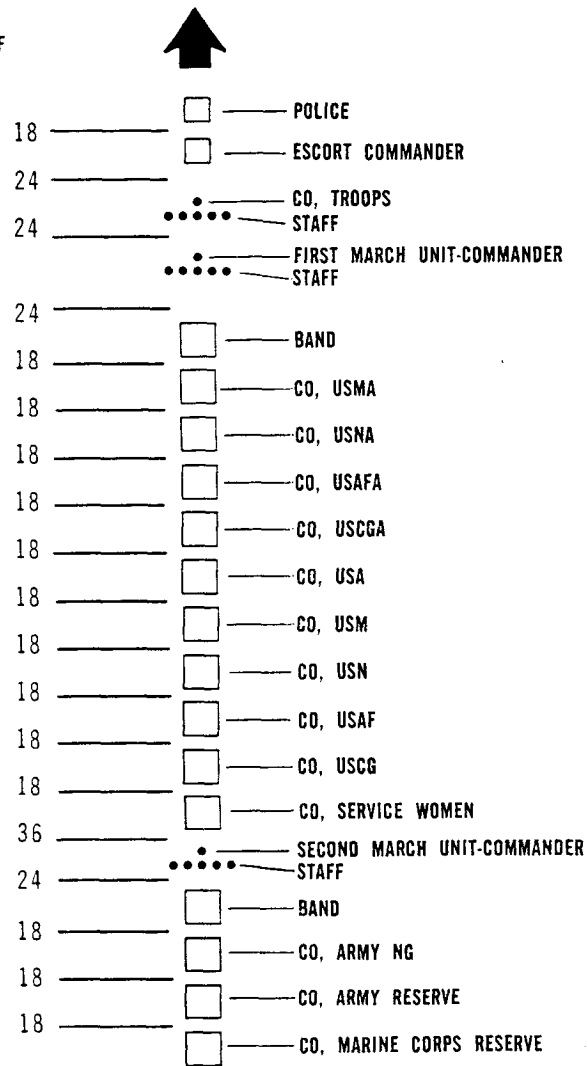 POLICE
18
ESCORT COMMANDER
24
CO, TROOPS
STAFF
24
FIRST MARCH UNIT-COMMANDER
STAFF
24
BAND
18
CO, USMA
18
CO, USNA
18
CO, USAFA
18
CO, USCGA
18
CO, USA
18
CO, USM
18
CO, USN
18
CO, USAF
18
CO, USCG
18
CO, SERVICE WOMEN
36
SECOND MARCH UNIT-COMMANDER
STAFF
24
BAND
18
CO, ARMY NG
18
CO, ARMY RESERVE
18
CO, MARINE CORPS RESERVE